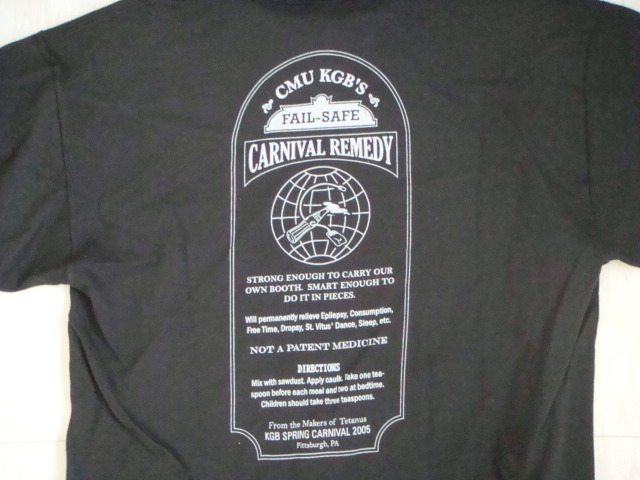 CMU KGB'S
FAIL-SAFE
CARNIVAL REMEDY
STRONG ENOUGH TO CARRY OUR
OWN BOOTH. SMART ENOUGH TO
DO IT IN PIECES.
Will permanently relieve Epilepsy, Consumption,
Free Time, Dropsy, St. Vitus' Dance, Sleep, etc.
NOT A PATENT MEDICINE
DIRECTIONS
Mix with sawdust. Apply caulk. Take one tea-
spoon before each meal and two at bedtime.
Children should take three teaspoons.
From the Makers of Tetanus
KGB SPRING CARNIVAL 2005
Pittsburgh, PA